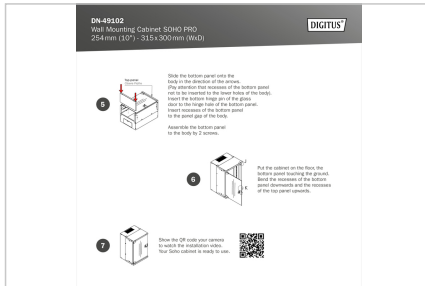 DN-49102
Wall Mounting Cabinet SOHO PRO
254 mm (10") - 315 x 300 mm (WxD)
DIGITUS®
5
Slide the bottom panel onto the
body in the direction of the arrows.
(Pay attention that recesses of the bottom panel
not to be inserted to the lower holes of the body).
Insert the bottom hinge pin of the glass
door to the hinge hole of the bottom panel.
Insert recesses of the bottom panel
to the panel gap of the body.
Assemble the bottom panel
to the body by 2 screws.
6
J
K
Put the cabinet on the floor, the
bottom panel touching the ground.
Bend the recesses of the bottom
panel downwards and the recesses
of the top panel upwards.
7
Show the QR code your camera
to watch the installation video.
Your Soho cabinet is ready to use.